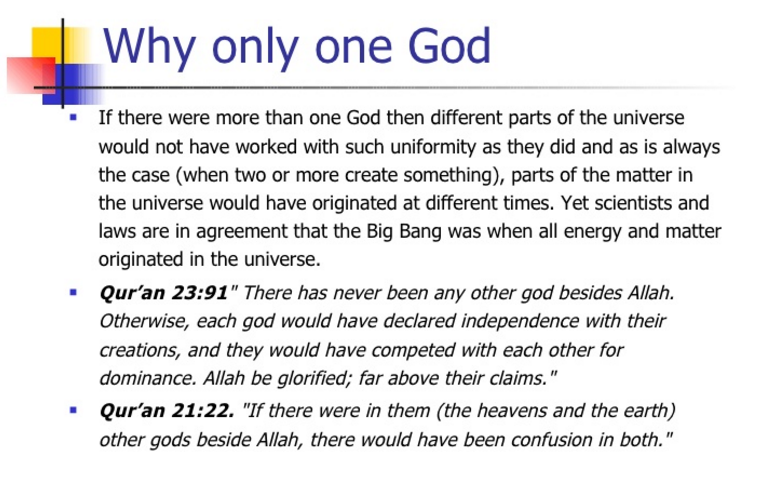 Why only one God
If there were more than one God then different parts of the universe
would not have worked with such uniformity as they did and as is always
the case (when two or more create something), parts of the matter in
the universe would have originated at different times. Yet scientists and
laws are in agreement that the Big Bang was when all energy and matter
originated in the universe.
Qur’an 23:91" There has never been any other god besides Allah.
Otherwise, each god would have declared independence with their
creations, and they would have competed with each other for
dominance. Allah be glorified; far above their claims."
Qur’an 21:22. "If there were in them (the heavens and the earth)
other gods beside Allah, there would have been confusion in both."